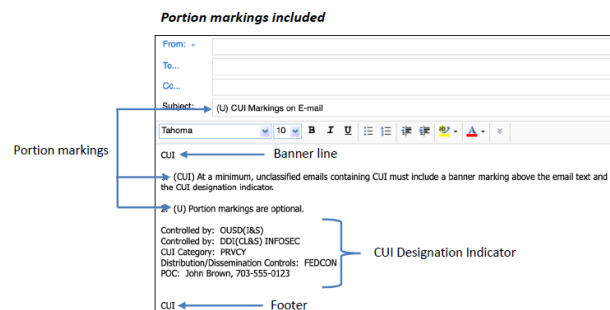 Portion markings included
From:
To...
Cc...
Subject: (U) CUI Markings on E-mail
Tahoma 10 B I U
Portion markings
CUI Banner line
(CUI) At a minimum, unclassified emails containing CUI must include a banner marking above the email text and
the CUI designation indicator.
(U) Portion markings are optional.
Controlled by: OUSD(I&S)
Controlled by: DDI(CL&S) INFOSEC
CUI Category: PRVCY
Distribution/Dissemination Controls: FEDCON
POC: John Brown, 703-555-0123
CUI Designation Indicator
CUI Footer